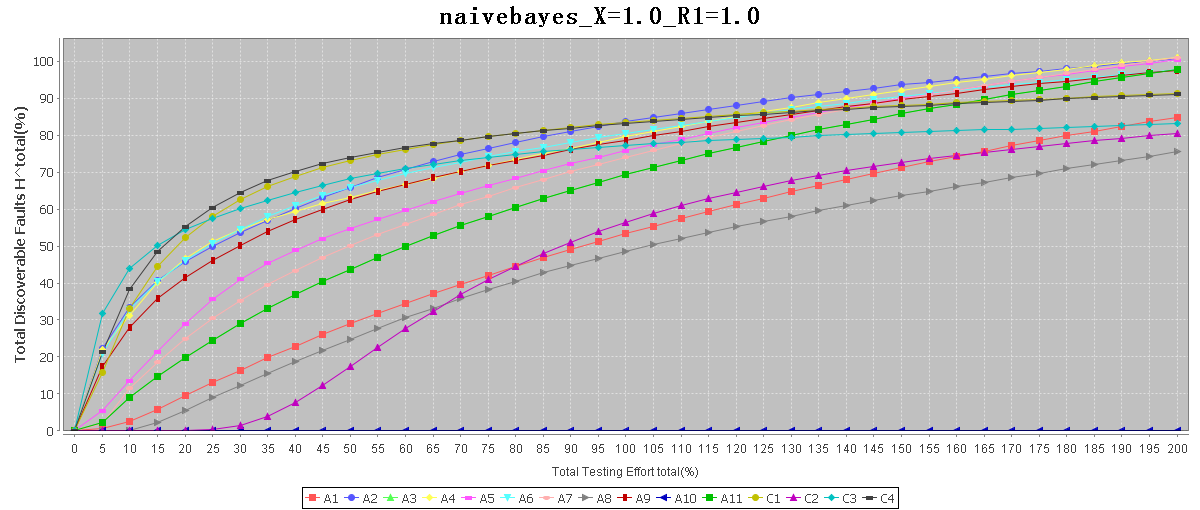 naivebayes_X=1.0_R1=1.0
Total Discoverable Faults H^total(%)
100
90
80
70
60
50
40
30
20
10
0
0 5 10 15 20 25 30 35 40 45 50 55 60 65 70 75 80 85 90 95 100 105 110 115 120 125 130 135 140 145 150 155 160 165 170 175 180 185 190 195 200
Total Testing Effort total(%)
A1 A2 A3 A4 A5 A6 A7 A8 A9 A10 A11 C1 C2 C3 C4